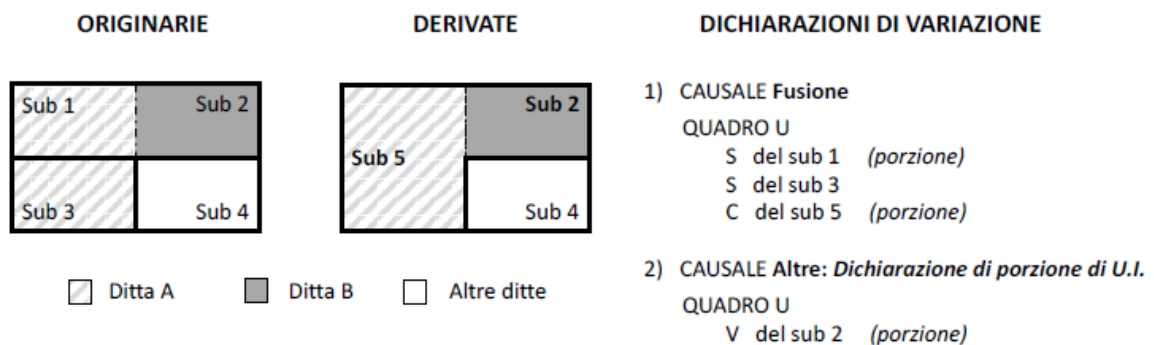 ORIGINARIE
DERIVATE
DICHIARAZIONI DI VARIAZIONE
Sub 1
Sub 2
Sub 3
Sub 4
Sub 5
Sub 2
Sub 4
Ditta A
Ditta B
Altre ditte
1) CAUSALE Fusione
QUADRO U
S del sub 1 (porzione)
S del sub 3
C del sub 5 (porzione)
2) CAUSALE Altre: Dichiarazione di porzione di U.I.
QUADRO U
V del sub 2 (porzione)